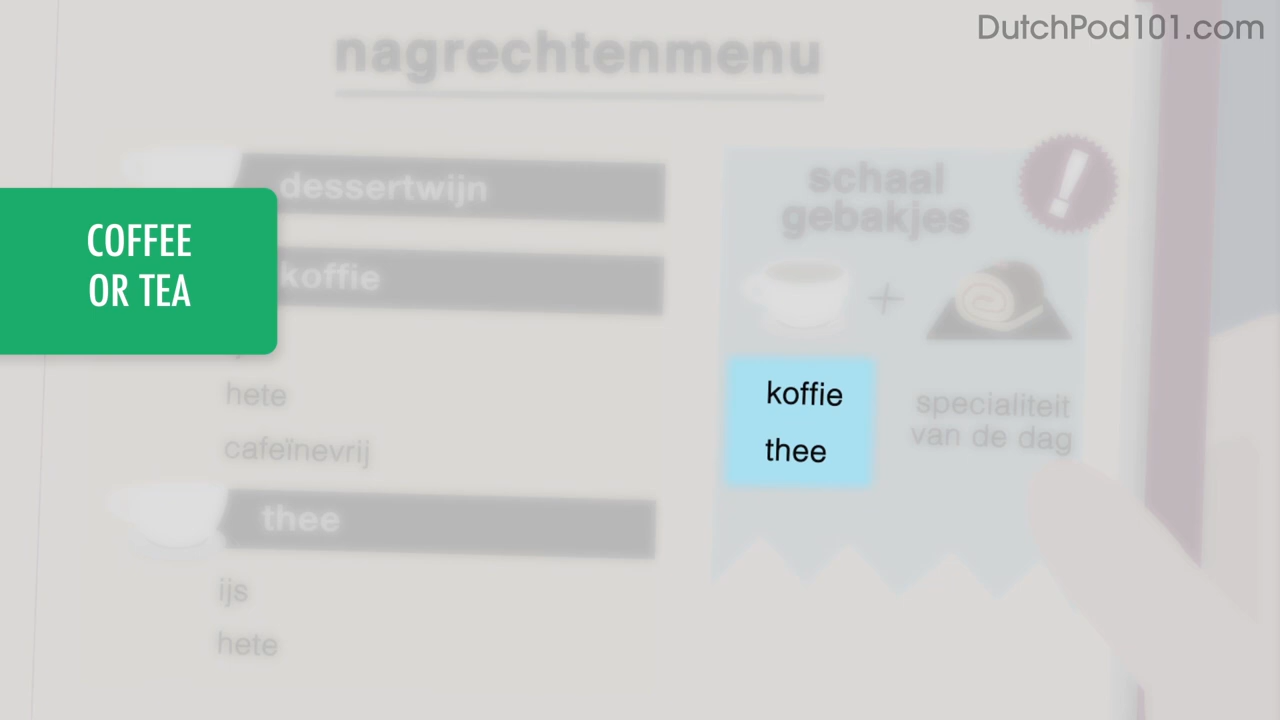 DutchPod101.com
nagrechtenmenu
dessertwijn
koffie
hete
cafeïnevrij
thee
ijs
hete
COFFEE
OR TEA
schaal
gebakjes
!
+
koffie
thee
specialiteit
van de dag